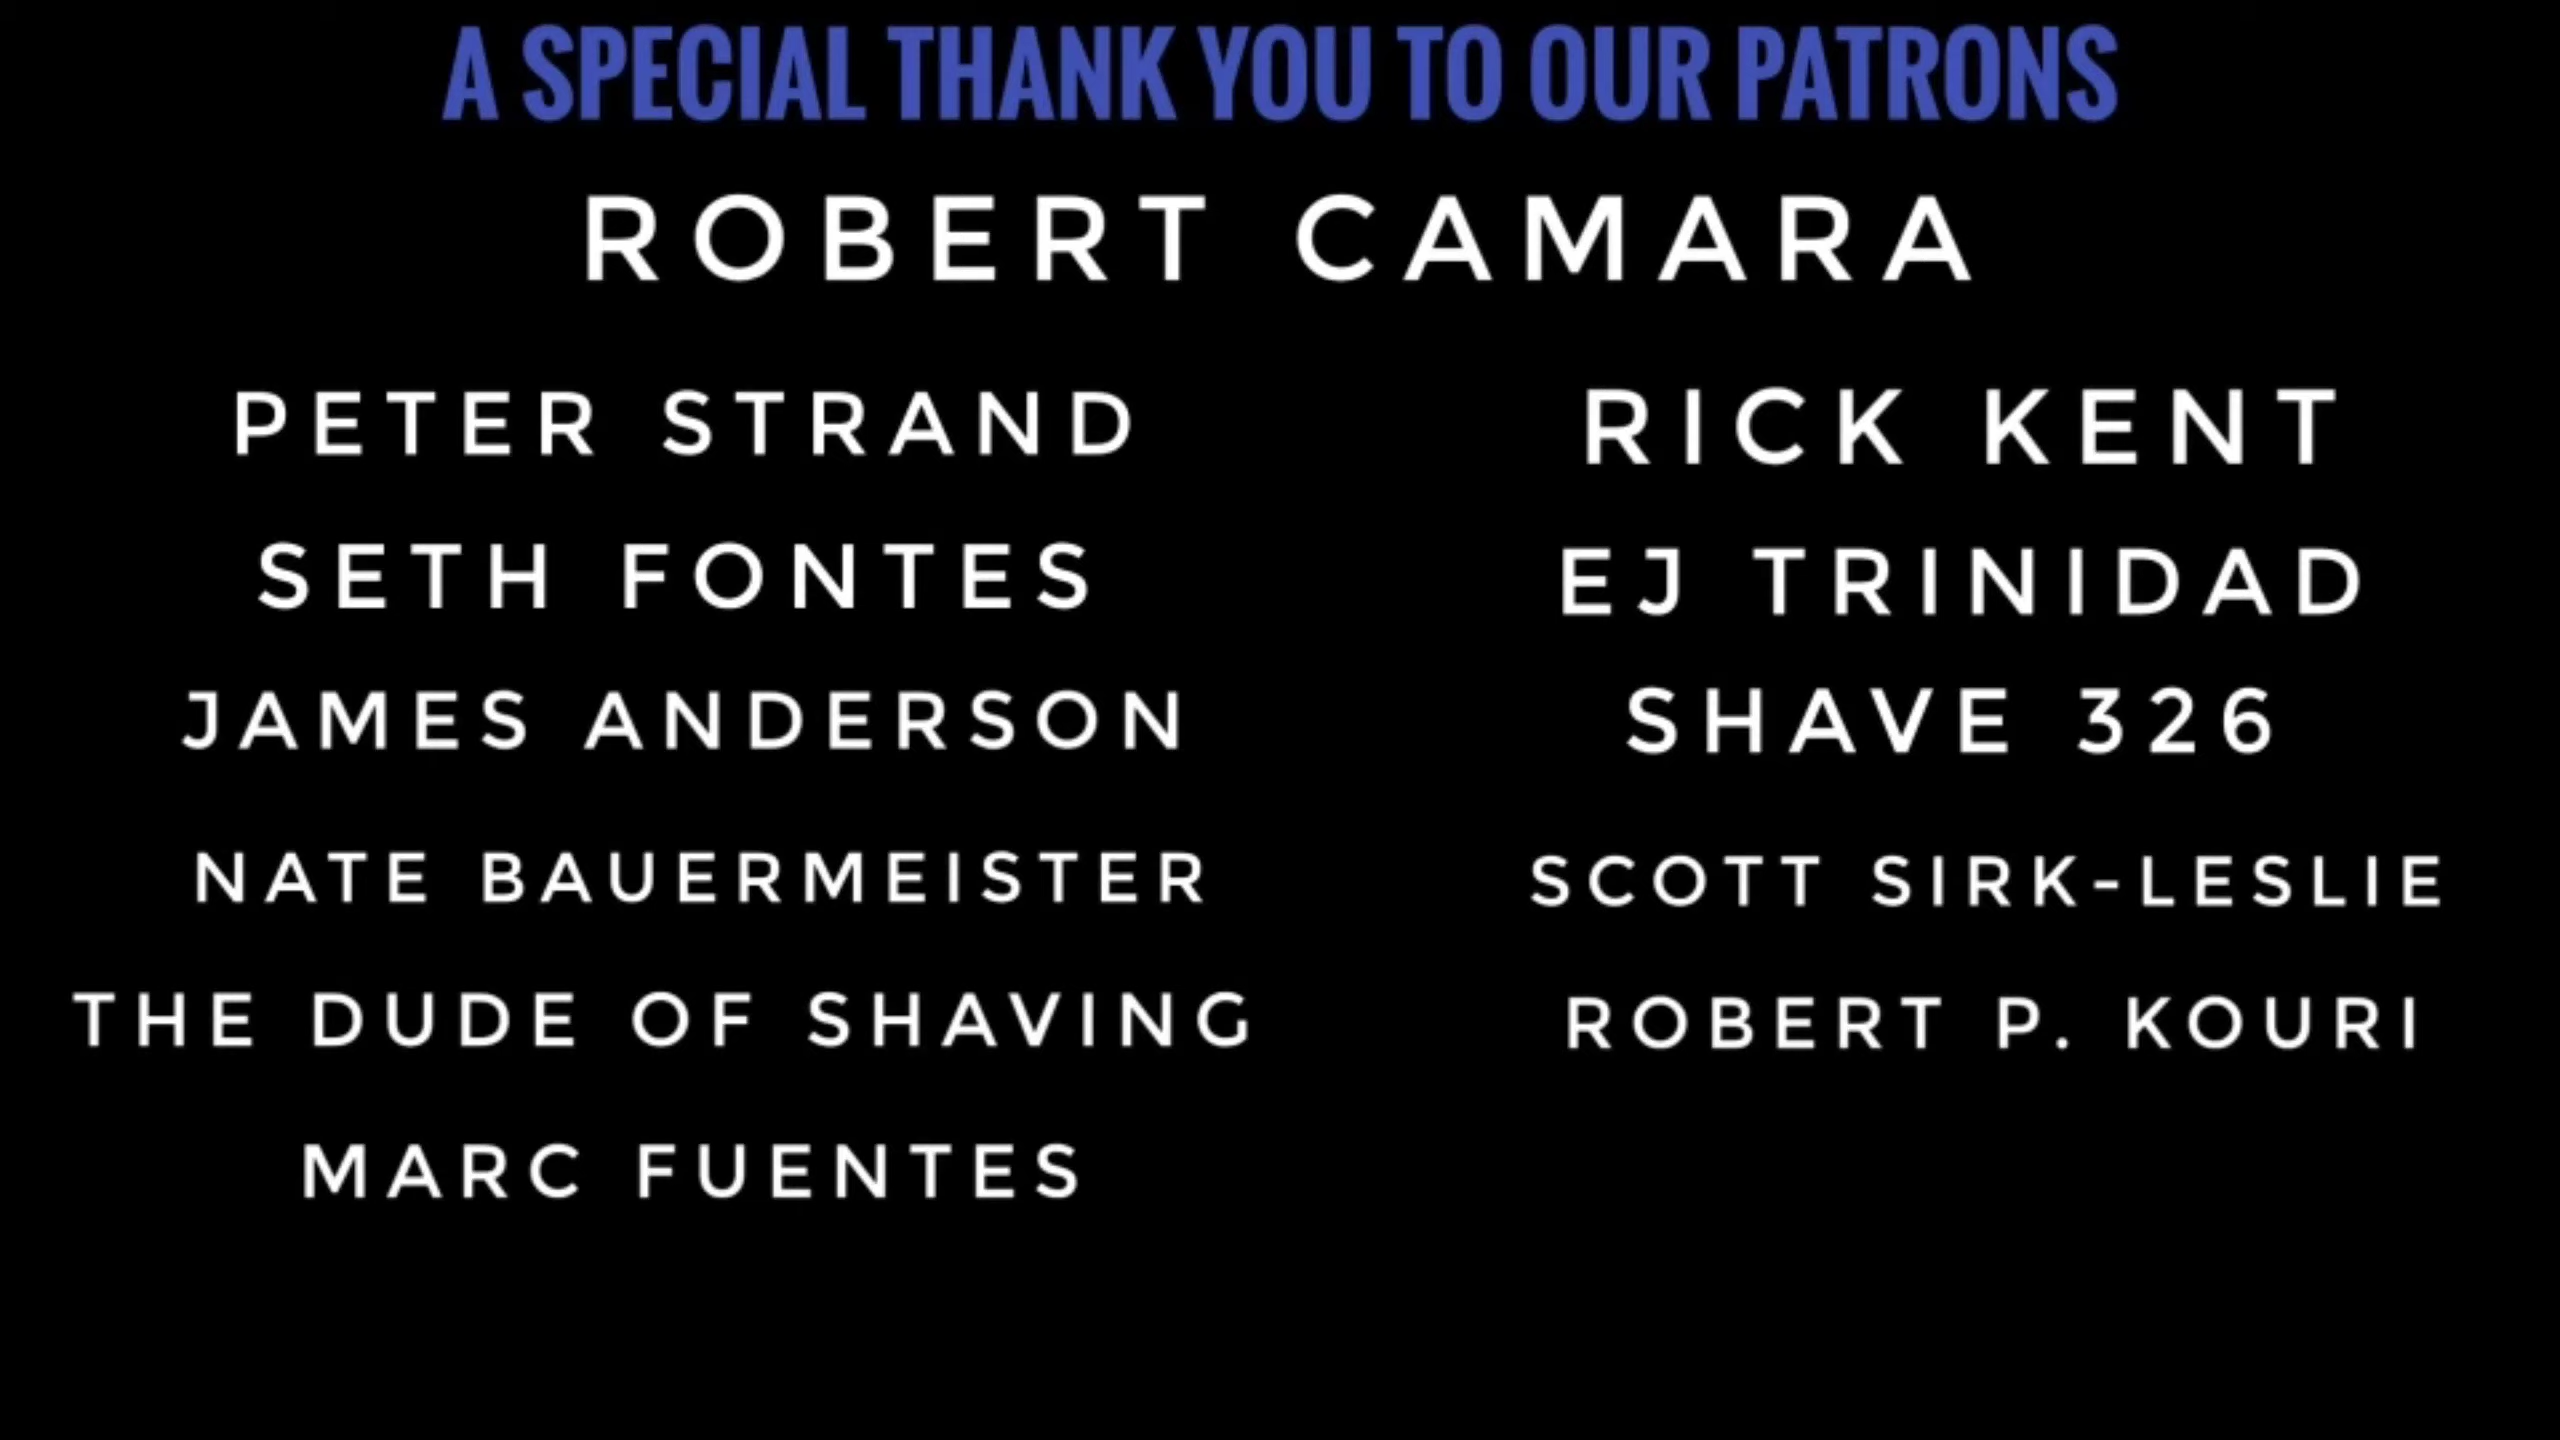 A SPECIAL THANK YOU TO OUR PATRONS
ROBERT CAMARA
PETER STRAND
RICK KENT
SETH FONTES
EJ TRINIDAD
JAMES ANDERSON
SHAVE 326
NATE BAUERMEISTER
SCOTT SIRK-LESLIE
THE DUDE OF SHAVING
ROBERT P. KOURI
MARC FUENTES